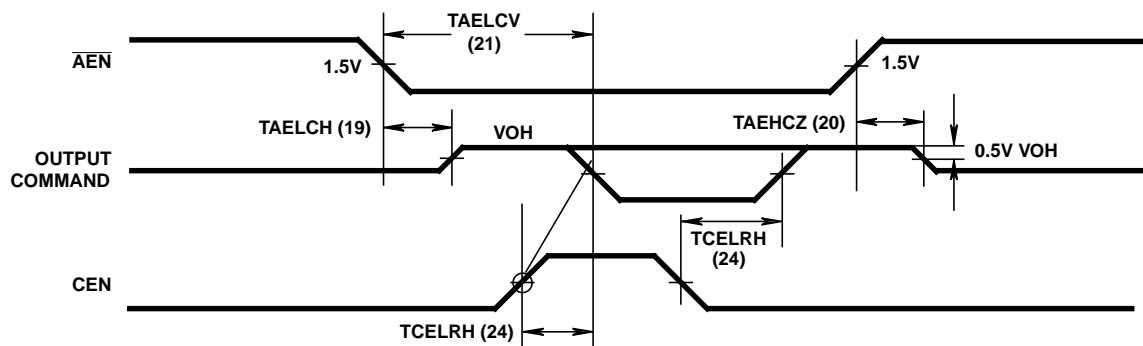 TAELCV
(21)
AEN
1.5V
1.5V
TAELCH (19)
VOH
TAEHCZ (20)
0.5V VOH
OUTPUT
COMMAND
TCELRH
(24)
CEN
TCELRH (24)